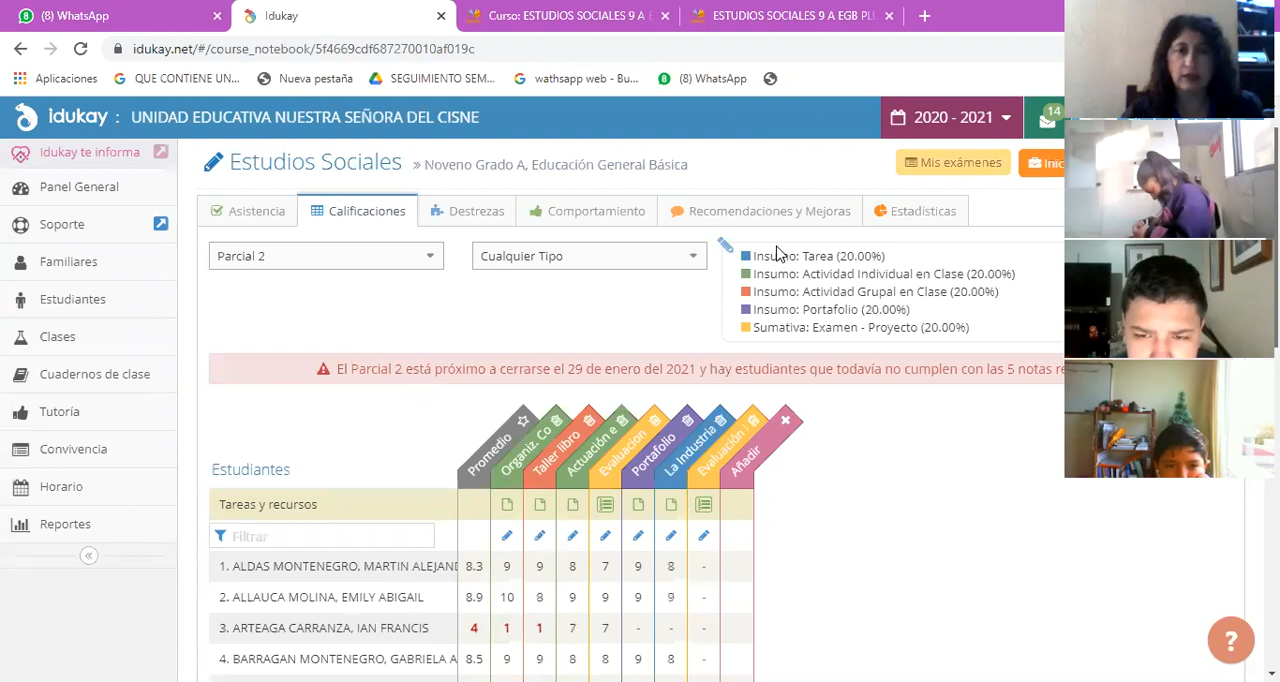 (8) WhatsApp
Idukay
Curso: ESTUDIOS SOCIALES 9 A E
ESTUDIOS SOCIALES 9 A EGB PL
idukay.net/#/course_notebook/5f4669cdf687270010af019c
Aplicaciones
QUE CONTIENE UN...
Nueva pestaña
SEGUIMIENTO SEM...
wathsapp web - Bu...
(8) WhatsApp
idukay : UNIDAD EDUCATIVA NUESTRA SEÑORA DEL CISNE
2020 - 2021
14
Idukay te informa
Panel General
Soporte
Familiares
Estudiantes
Clases
Cuadernos de clase
Tutoría
Convivencia
Horario
Reportes
Estudios Sociales » Noveno Grado A, Educación General Básica
Mis exámenes
Inic
Asistencia
Calificaciones
Destrezas
Comportamiento
Recomendaciones y Mejoras
Estadísticas
Parcial 2
Cualquier Tipo
Insumo: Tarea (20.00%)
Insumo: Actividad Individual en Clase (20.00%)
Insumo: Actividad Grupal en Clase (20.00%)
Insumo: Portafolio (20.00%)
Sumativa: Examen - Proyecto (20.00%)
El Parcial 2 está próximo a cerrarse el 29 de enero del 2021 y hay estudiantes que todavía no cumplen con las 5 notas re
Estudiantes
Promedio
Organiz. Co
Taller libro
Actuación e
Evaluacion
Portafolio
La Industria
Evaluación
Añadir
Tareas y recursos
Filtrar
1. ALDAS MONTENEGRO, MARTIN ALEJAND 8.3 9 9 8 7 9 8 -
2. ALLAUCA MOLINA, EMILY ABIGAIL 8.9 10 8 9 9 9 9 -
3. ARTEAGA CARRANZA, IAN FRANCIS 4 1 1 7 7 - - -
4. BARRAGAN MONTENEGRO, GABRIELA A 8.5 9 9 8 8 9 8 -
?